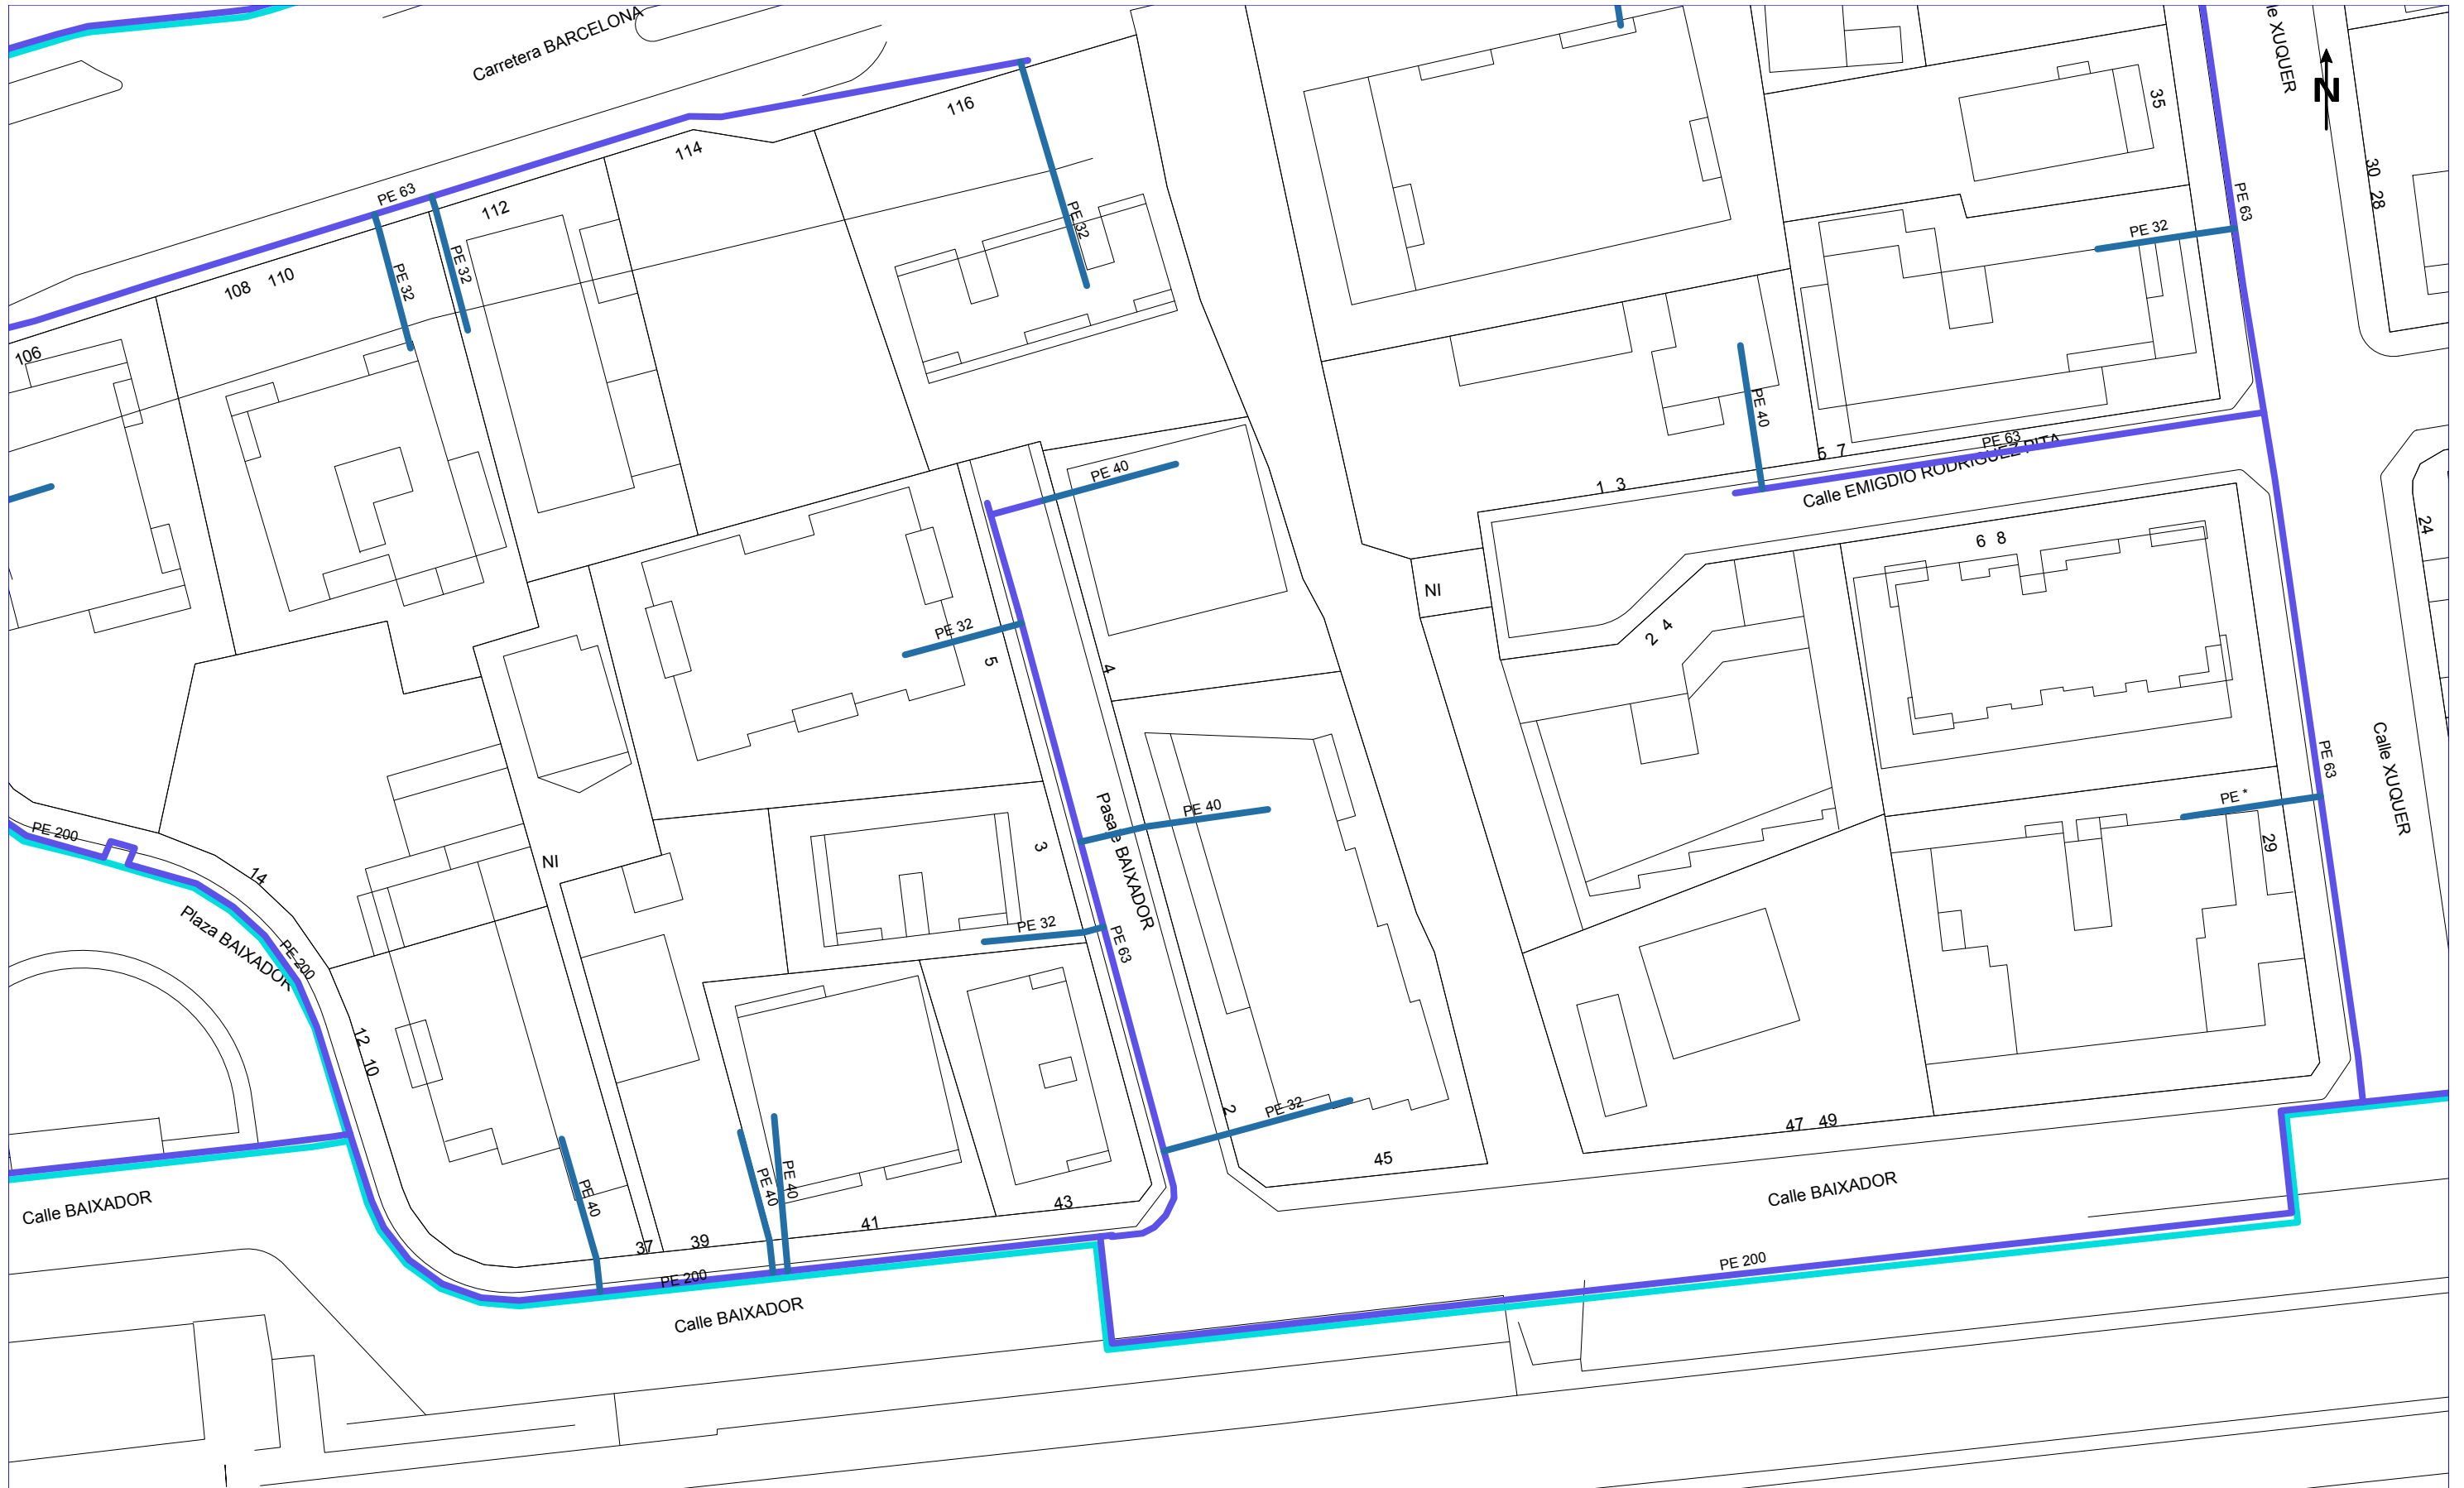 Carretera BARCELONA
le XUQUER
N
116
35
114
PE 63
112
30
28
PE 32
PE 63
PE 32
108 110
PE 32
PE 32
106
PE 40
5 7
PE 63
Calle EMIGDIO RODRIGUEZ PITA
PE 40
1 3
24
6 8
NI
PE 32
2 4
5
4
Calle XUQUER
PE 63
PE *
PE 40
Pasaje BAIXADOR
PE 200
3
29
NI
14
Plaza BAIXADOR
PE 200
PE 32
PE 63
12
10
PE 32
2
47 49
45
PE 40
PE 40
PE 40
Calle BAIXADOR
Calle BAIXADOR
43
41
39
37
PE 200
PE 200
Calle BAIXADOR